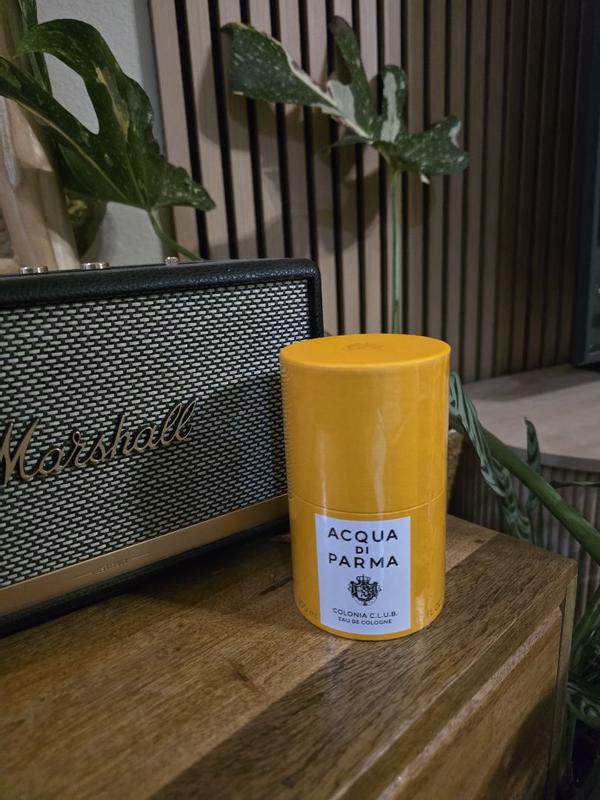 Marshall
ACQUA
DI
PARMA
COLONIA C.L.U.B.
EAU DE COLOGNE